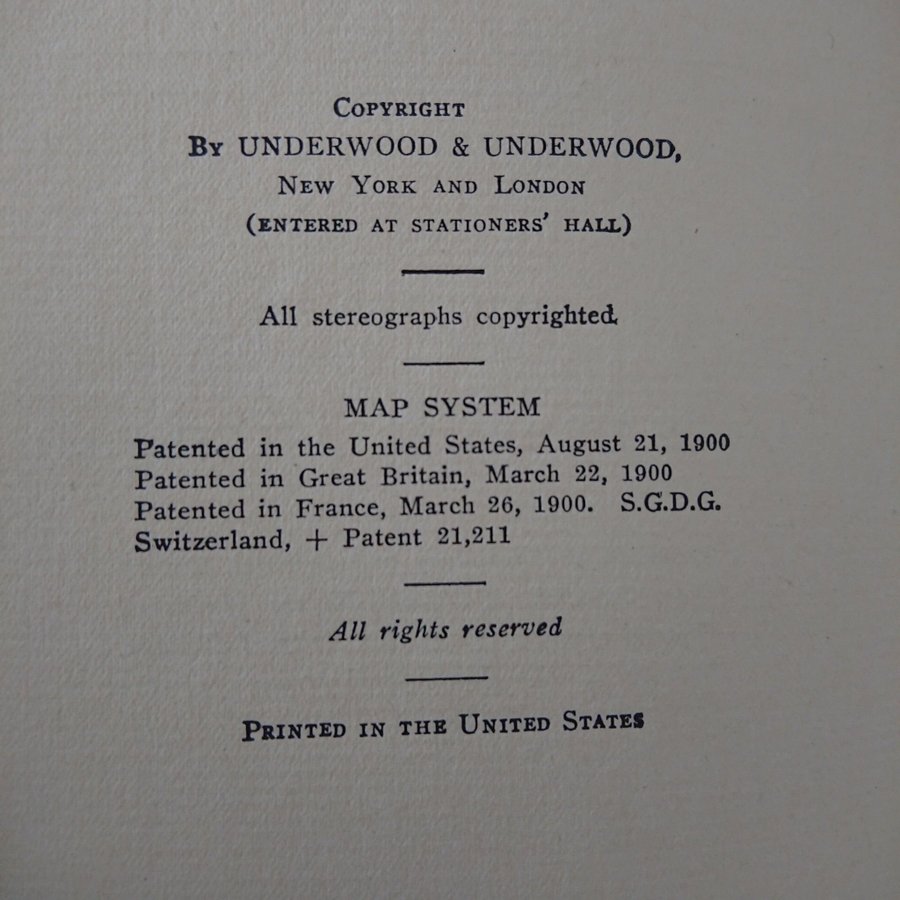 COPYRIGHT
BY UNDERWOOD & UNDERWOOD,
NEW YORK AND LONDON
(ENTERED AT STATIONERS' HALL)
All stereographs copyrighted.
MAP SYSTEM
Patented in the United States, August 21, 1900
Patented in Great Britain, March 22, 1900
Patented in France, March 26, 1900. S.G.D.G.
Switzerland, + Patent 21,211
All rights reserved
PRINTED IN THE UNITED STATES